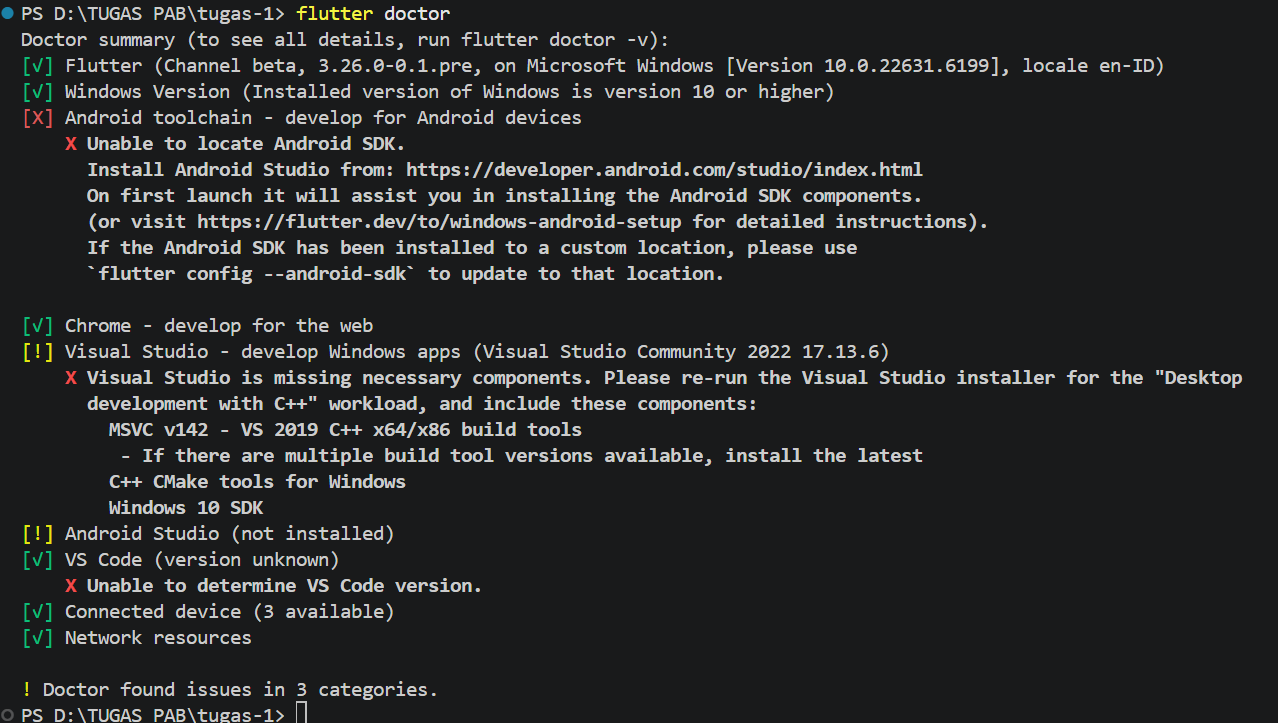 PS D:\TUGAS PAB\tugas-1> flutter doctor
Doctor summary (to see all details, run flutter doctor -v):
[√] Flutter (Channel beta, 3.26.0-0.1.pre, on Microsoft Windows [Version 10.0.22631.6199], locale en-ID)
[√] Windows Version (Installed version of Windows is version 10 or higher)
[X] Android toolchain - develop for Android devices
X Unable to locate Android SDK.
Install Android Studio from: https://developer.android.com/studio/index.html
On first launch it will assist you in installing the Android SDK components.
(or visit https://flutter.dev/to/windows-android-setup for detailed instructions).
If the Android SDK has been installed to a custom location, please use
`flutter config --android-sdk` to update to that location.
[√] Chrome - develop for the web
[!] Visual Studio - develop Windows apps (Visual Studio Community 2022 17.13.6)
X Visual Studio is missing necessary components. Please re-run the Visual Studio installer for the "Desktop
development with C++" workload, and include these components:
MSVC v142 - VS 2019 C++ x64/x86 build tools
- If there are multiple build tool versions available, install the latest
C++ CMake tools for Windows
Windows 10 SDK
[!] Android Studio (not installed)
[√] VS Code (version unknown)
X Unable to determine VS Code version.
[√] Connected device (3 available)
[√] Network resources
! Doctor found issues in 3 categories.
PS D:\TUGAS PAB\tugas-1>